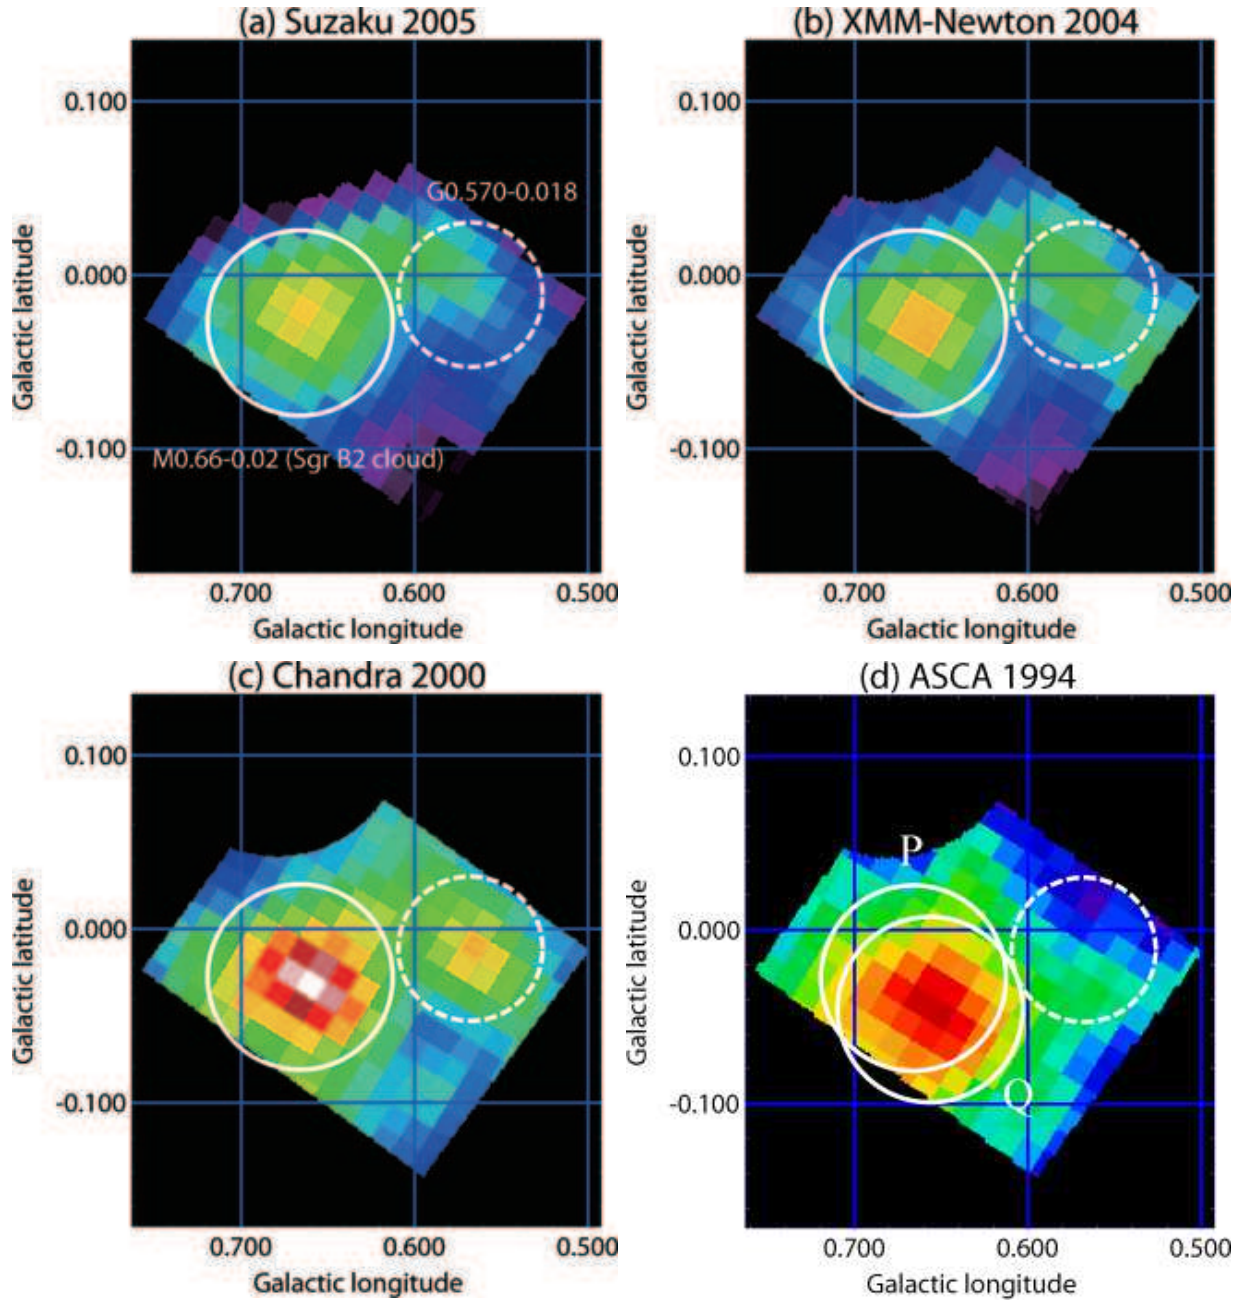 (a) Suzaku 2005
(b) XMM-Newton 2004
0.100
0.000
-0.100
Galactic latitude
G0.570-0.018
M0.66-0.02 (Sgr B2 cloud)
0.700 0.600 0.500
Galactic longitude
0.100
0.000
-0.100
Galactic latitude
0.700 0.600 0.500
Galactic longitude
(c) Chandra 2000
(d) ASCA 1994
0.100
0.000
-0.100
Galactic latitude
0.700 0.600 0.500
Galactic longitude
0.100
0.000
-0.100
Galactic latitude
P
Q
0.700 0.600 0.500
Galactic longitude